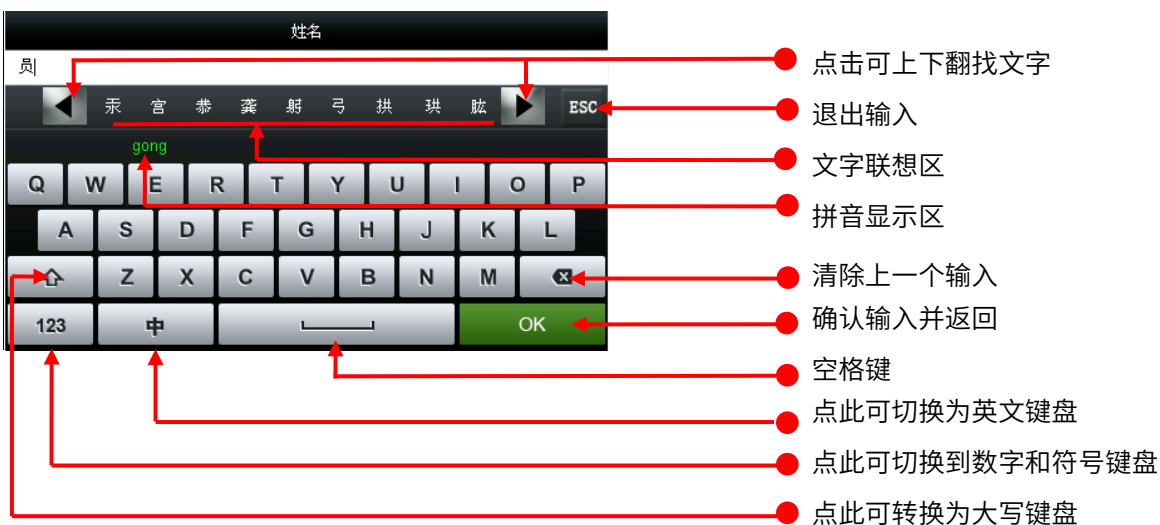 姓名
员
汞 宫 恭 龚 躬 弓 拱 珙 肱 ESC
gong
Q W E R T Y U I O P
A S D F G H J K L
Z X C V B N M
123 中 OK
点击可上下翻找文字
退出输入
文字联想区
拼音显示区
清除上一个输入
确认输入并返回
空格键
点此可切换为英文键盘
点此可切换到数字和符号键盘
点此可转换为大写键盘